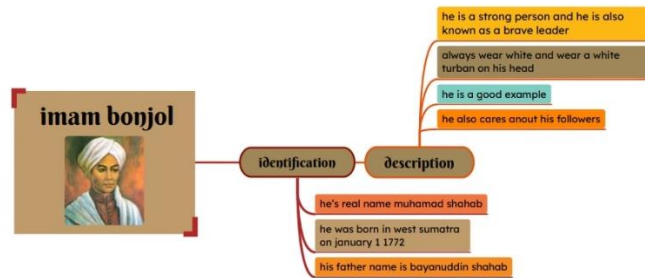 he is a strong person and he is also
known as a brave leader
always wear white and wear a white
turban on his head
he is a good example
he also cares anout his followers
imam bonjol
identification
description
he's real name muhamad shahab
he was born in west sumatra
on january 1 1772
his father name is bayanuddin shahab